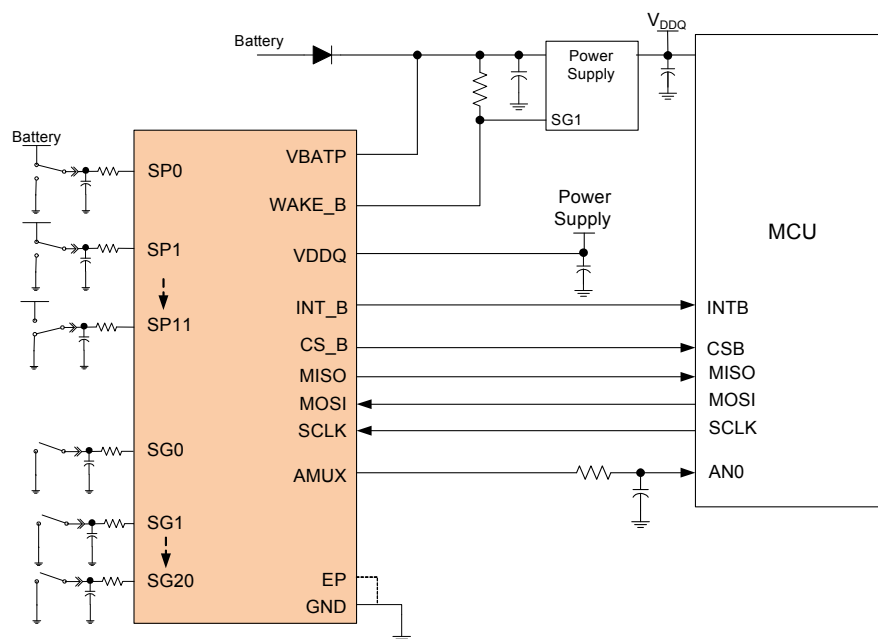 V_DDQ
Battery
Power
Supply
SG1
Battery
SP0
SP1
SP11
SG0
SG1
SG20
VBATP
WAKE_B
VDDQ
INT_B
CS_B
MISO
MOSI
SCLK
AMUX
EP
GND
Power
Supply
MCU
INTB
CSB
MISO
MOSI
SCLK
AN0